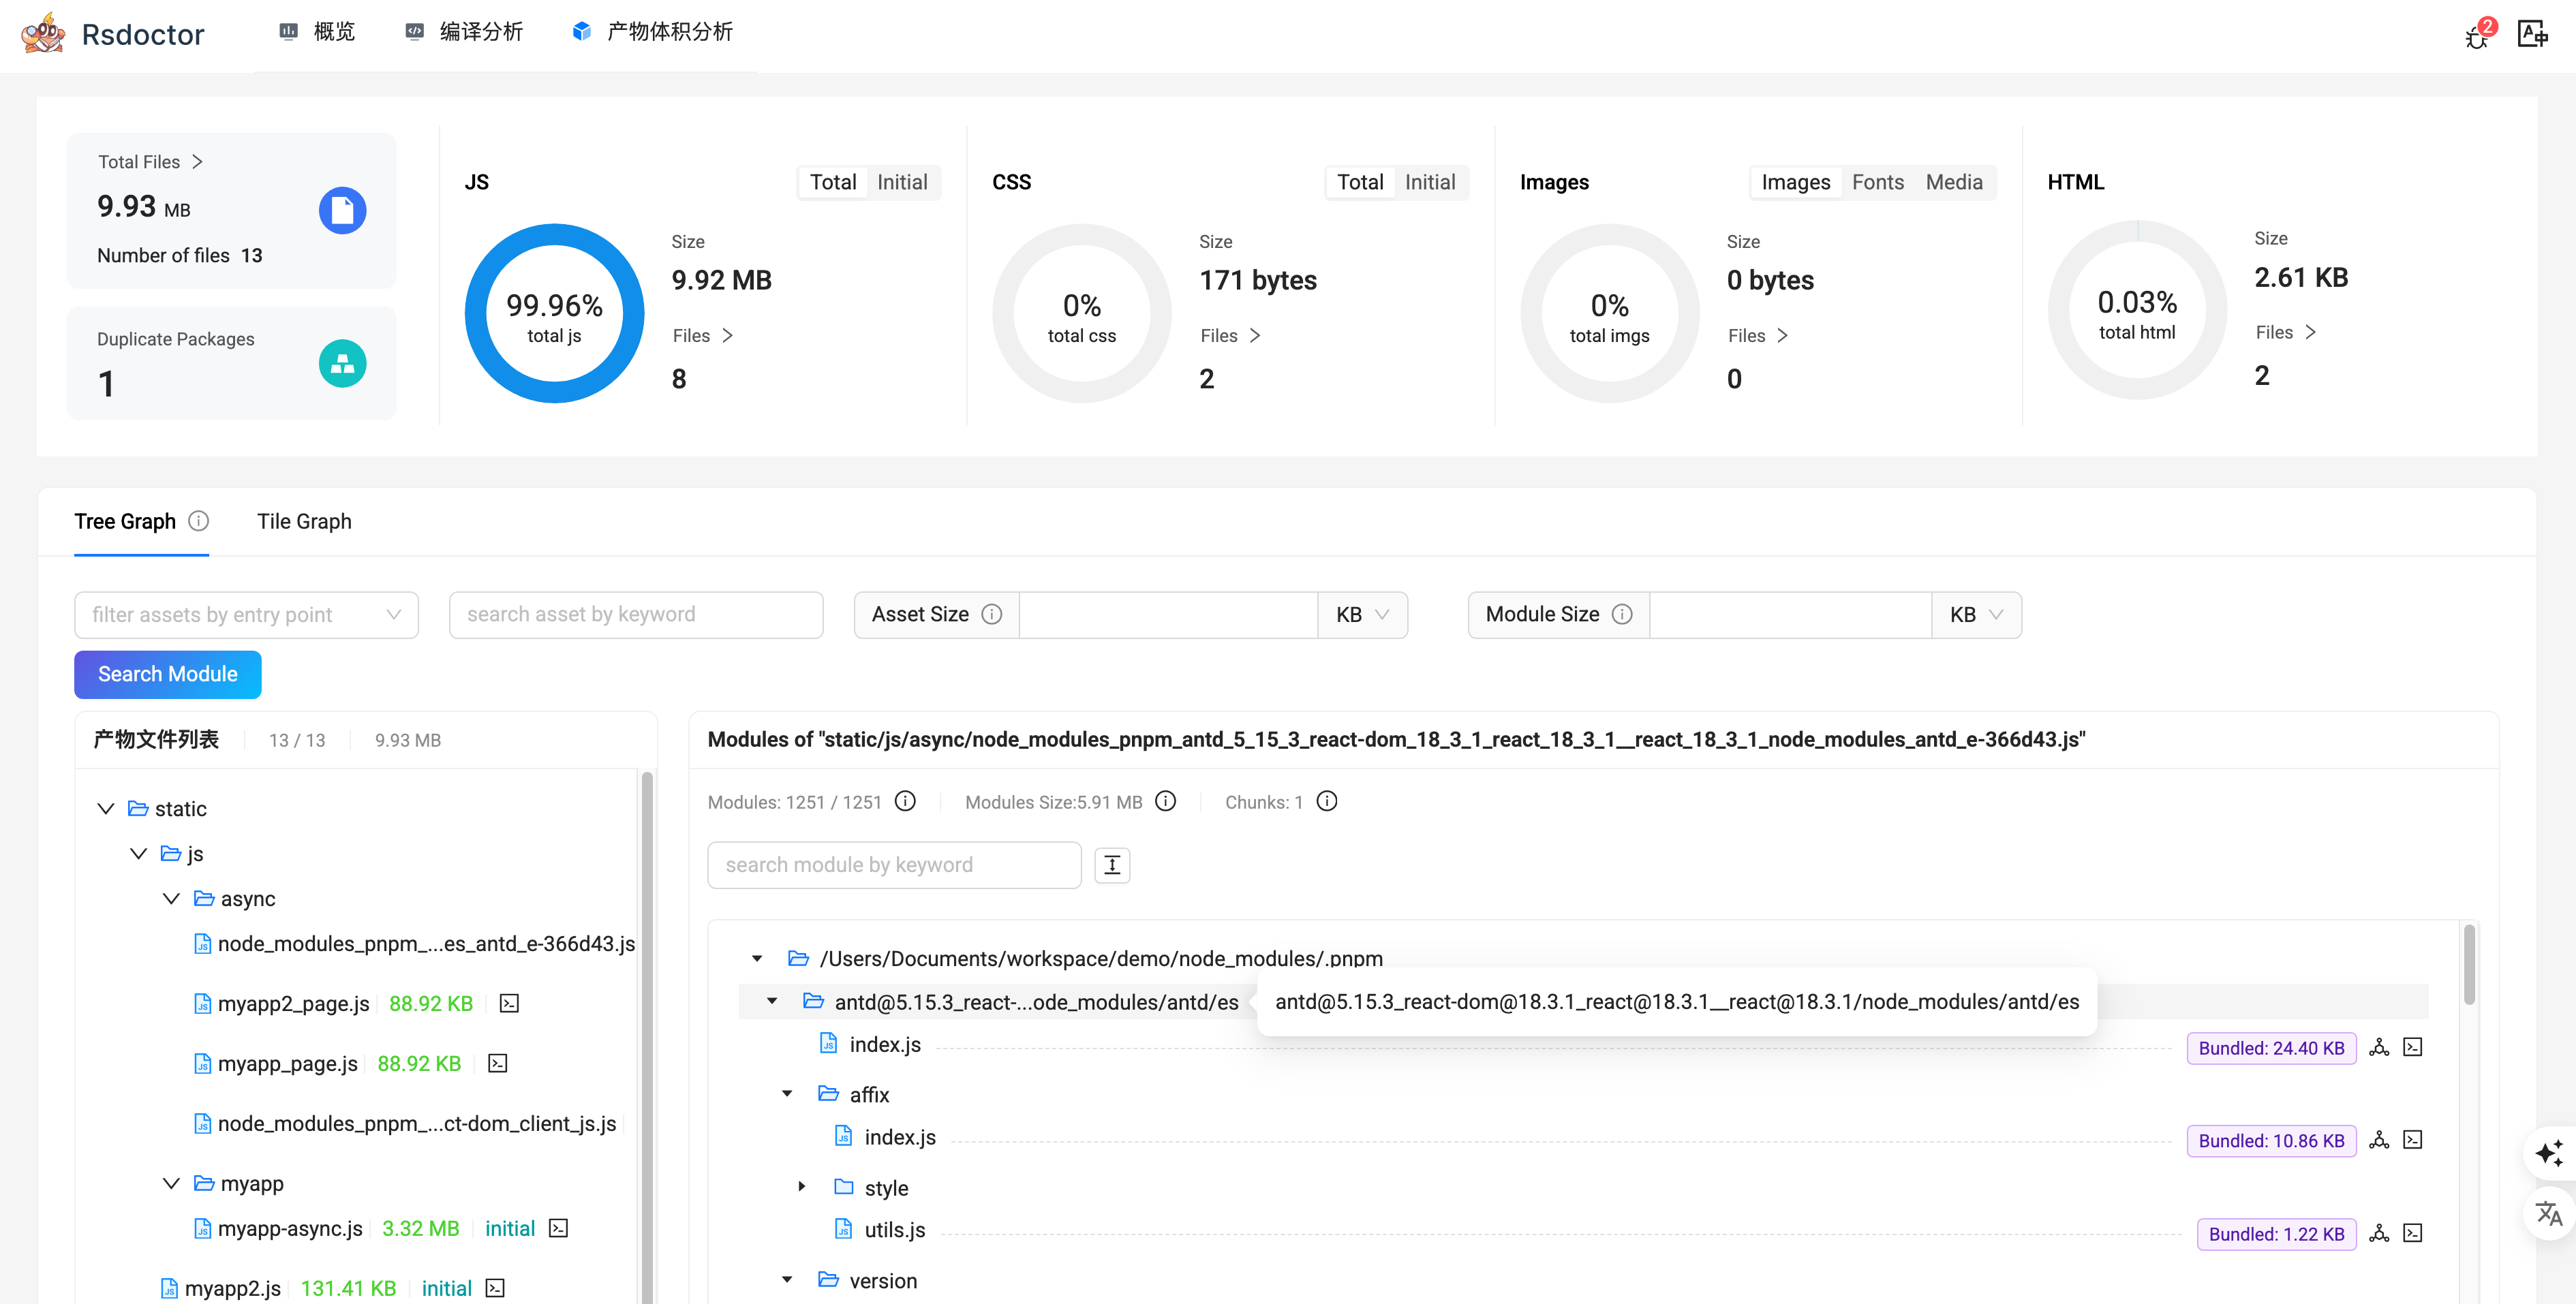 Rsdoctor
概览
编译分析
产物体积分析
2
Total Files
9.93 MB
Number of files 13
Duplicate Packages
1
JS
Total Initial
99.96%
total js
Size
9.92 MB
Files
8
CSS
Total Initial
0%
total css
Size
171 bytes
Files
2
Images
Images Fonts Media
0%
total imgs
Size
0 bytes
Files
0
HTML
0.03%
total html
Size
2.61 KB
Files
2
Tree Graph
Tile Graph
filter assets by entry point
search asset by keyword
Asset Size
KB
Module Size
KB
Search Module
产物文件列表 13 / 13 9.93 MB
static
js
async
node_modules_pnpm_...es_antd_e-366d43.js
myapp2_page.js 88.92 KB
myapp_page.js 88.92 KB
node_modules_pnpm_...ct-dom_client_js.js
myapp
myapp-async.js 3.32 MB initial
myapp2.js 131.41 KB initial
Modules of "static/js/async/node_modules_pnpm_antd_5_15_3_react-dom_18_3_1_react_18_3_1__react_18_3_1_node_modules_antd_e-366d43.js"
Modules: 1251 / 1251
Modules Size:5.91 MB
Chunks: 1
search module by keyword
/Users/Documents/workspace/demo/node_modules/.pnpm
antd@5.15.3_react-...ode_modules/antd/es
antd@5.15.3_react-dom@18.3.1_react@18.3.1__react@18.3.1/node_modules/antd/es
index.js Bundled: 24.40 KB
affix
index.js Bundled: 10.86 KB
style
utils.js Bundled: 1.22 KB
version